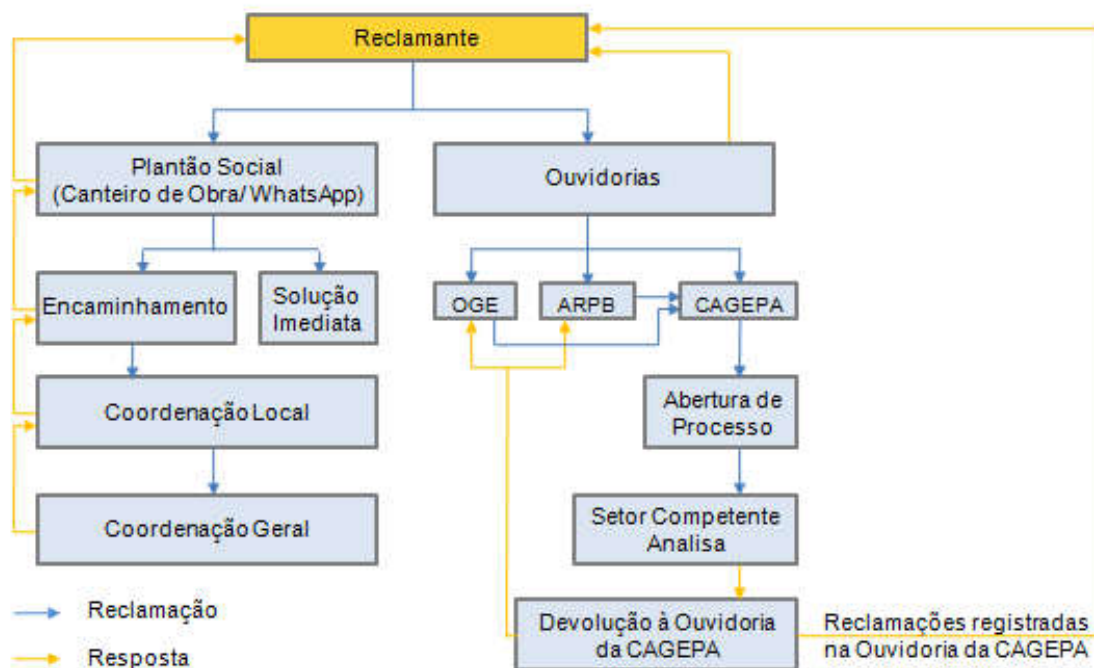 Reclamante
Plantão Social
(Canteiro de Obra/ WhatsApp)
Ouvidorias
Encaminhamento
Solução
Imediata
OGE
ARPB
CAGEPA
Coordenação Local
Abertura de
Processo
Coordenação Geral
Setor Competente
Analisa
Reclamação
Resposta
Devolução à Ouvidoria
da CAGEPA
Reclamações registradas
na Ouvidoria da CAGEPA